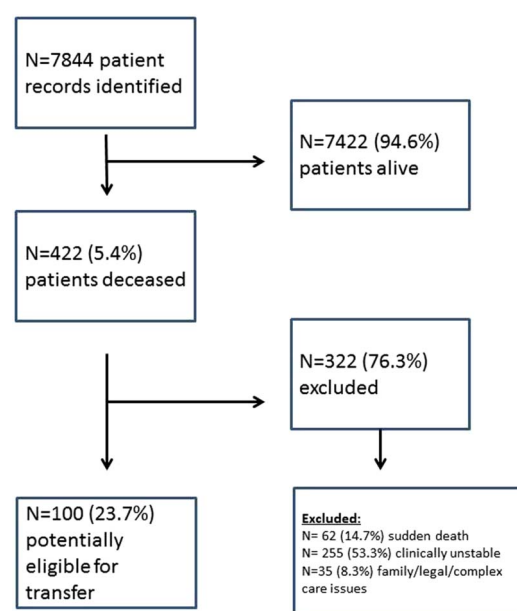 N=7844 patient
records identified
N=7422 (94.6%)
patients alive
N=422 (5.4%)
patients deceased
N=322 (76.3%)
excluded
N=100 (23.7%)
potentially
eligible for
transfer
Excluded:
N= 62 (14.7%) sudden death
N= 255 (53.3%) clinically unstable
N=35 (8.3%) family/legal/complex
care issues